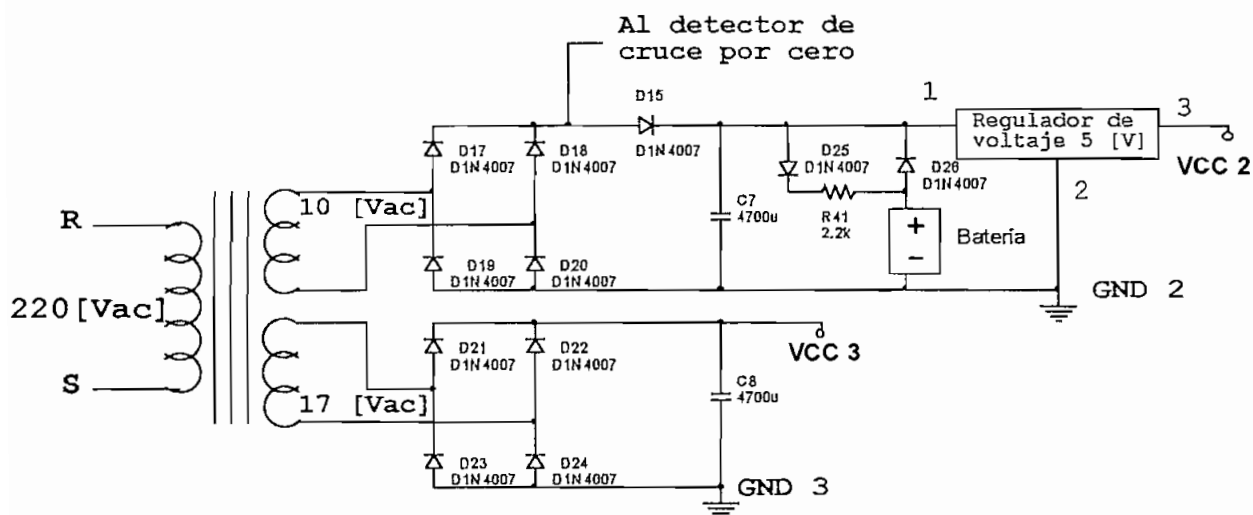 Al detector de
cruce por cero
D15
D1N4007
1
Regulador de
voltaje 5 [V]
3
VCC 2
2
D17
D1N4007
D18
D1N4007
D25
D1N4007
D26
D1N4007
R41
2.2k
C7
4700u
+
-
Batería
10 [Vac]
R
220[Vac]
S
D19
D1N4007
D20
D1N4007
GND 2
D21
D1N4007
D22
D1N4007
VCC 3
C8
4700u
17 [Vac]
D23
D1N4007
D24
D1N4007
GND 3